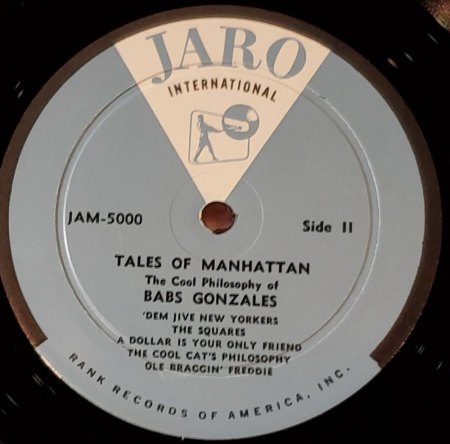 JARO
INTERNATIONAL
JAM-5000
Side II
TALES OF MANHATTAN
The Cool Philosophy of
BABS GONZALES
'DEM JIVE NEW YORKERS
THE SQUARES
A DOLLAR IS YOUR ONLY FRIEND
THE COOL CAT'S PHILOSOPHY
OLE BRAGGIN' FREDDIE
RANK RECORDS OF AMERICA, INC.